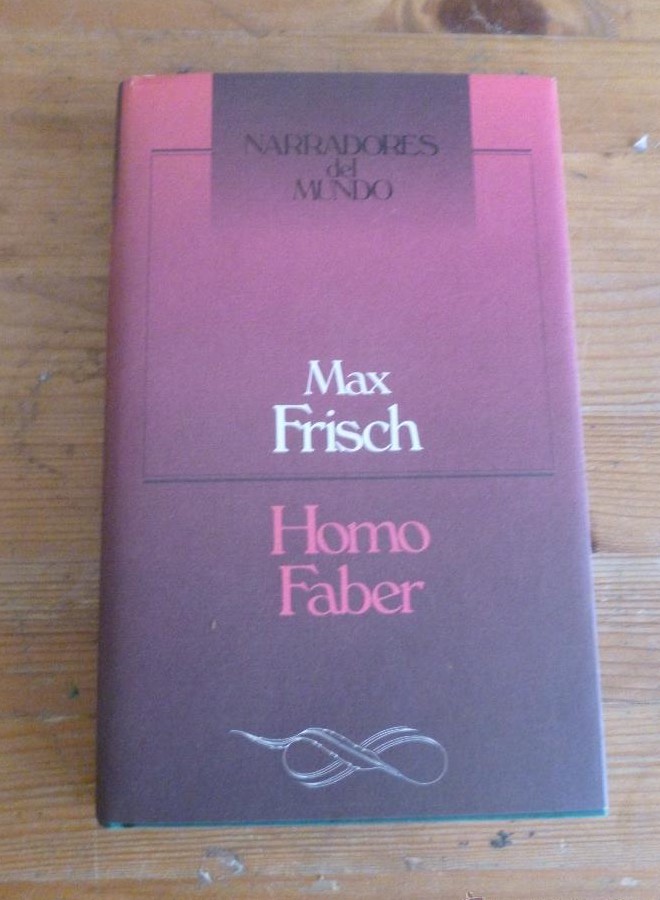 NARRADORES
del
MUNDO
Max
Frisch
Homo
Faber